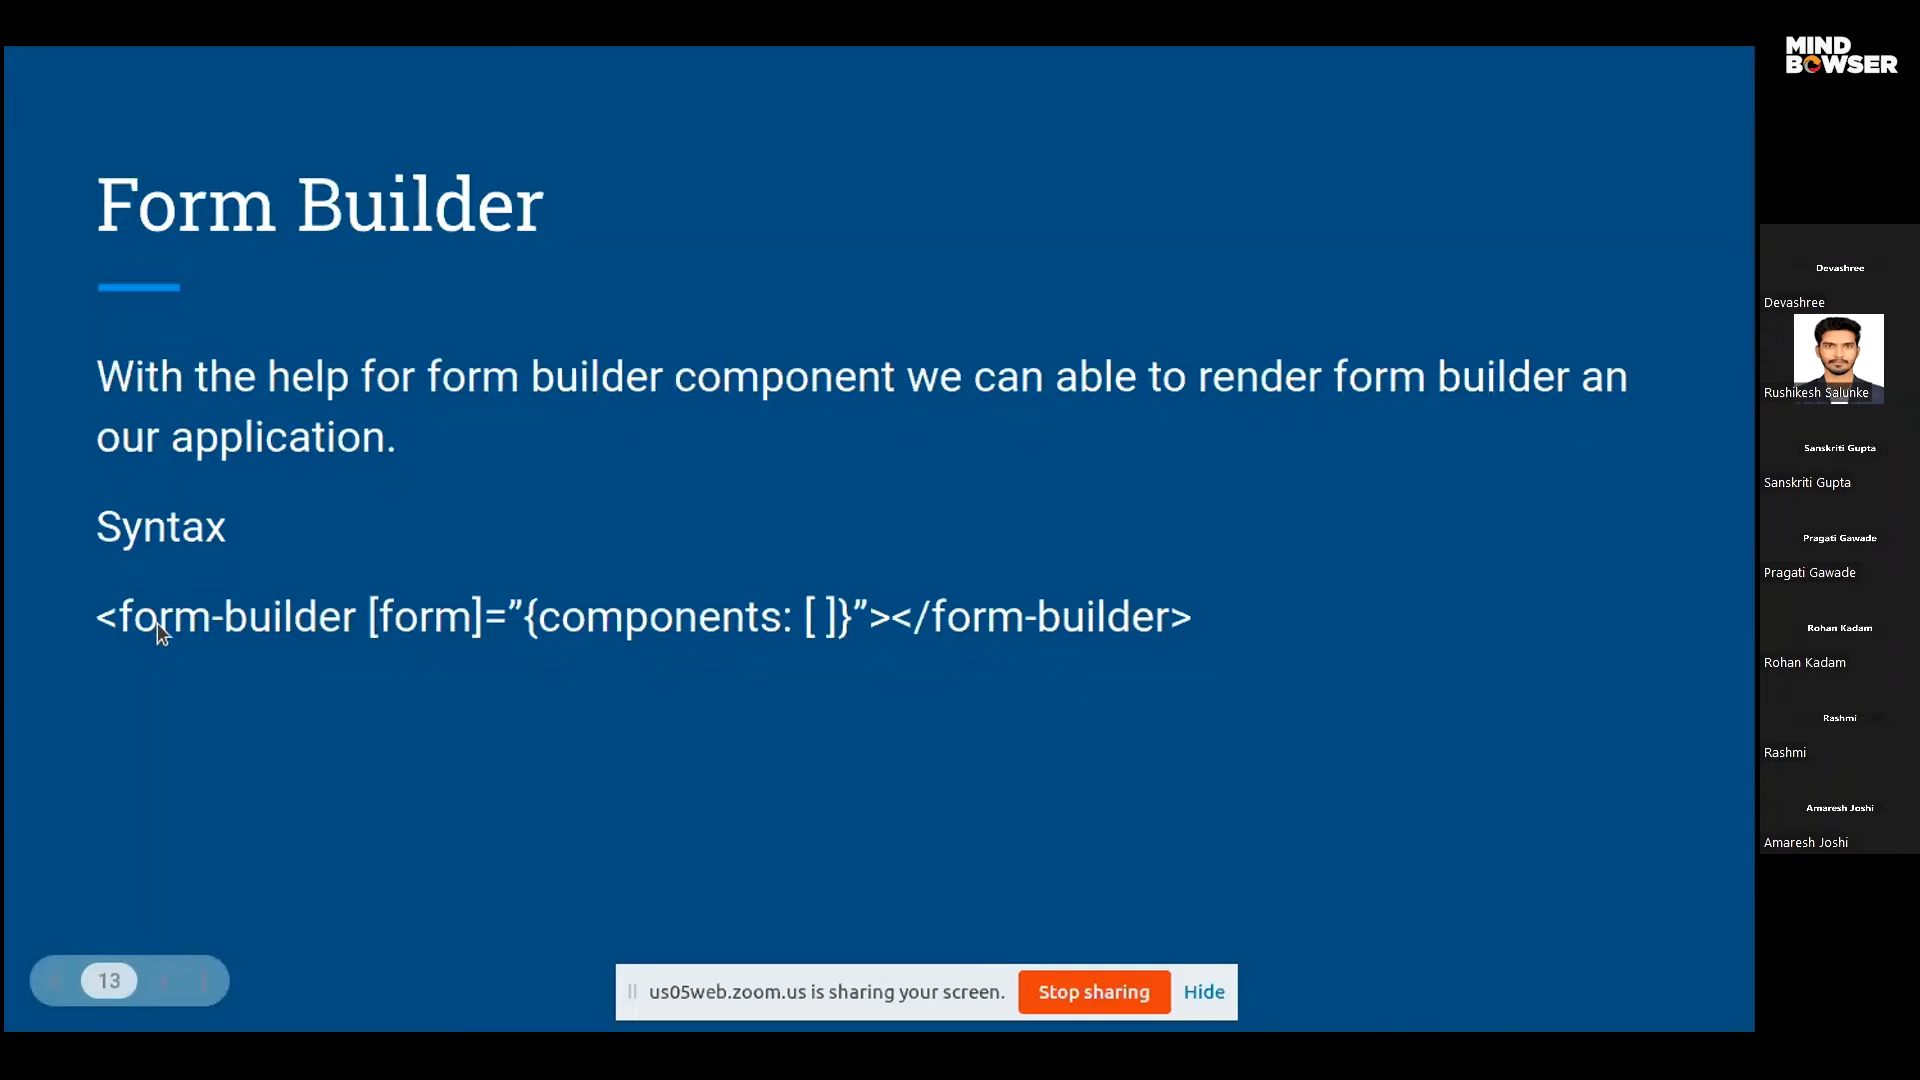 MIND
BOWSER
Form Builder
With the help for form builder component we can able to render form builder an
our application.
Syntax
<form-builder [form]=”{components: [ ]}”></form-builder>
13
us05web.zoom.us is sharing your screen.
Stop sharing
Hide
Devashree
Devashree
Rushikesh Salunke
Sanskriti Gupta
Sanskriti Gupta
Pragati Gawade
Pragati Gawade
Rohan Kadam
Rohan Kadam
Rashmi
Rashmi
Amaresh Joshi
Amaresh Joshi